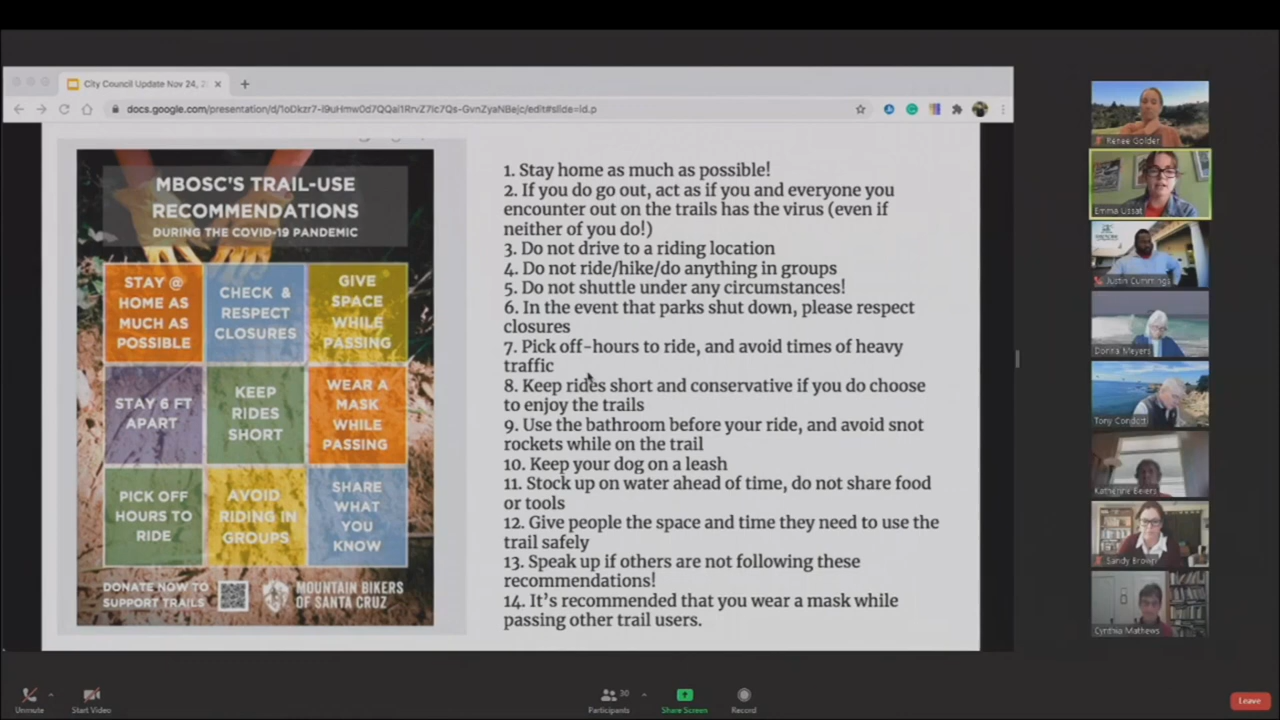 City Council Update Nov 24, 2
docs.google.com/presentation/d/1oDkzr7-l9uHmw0d7QQai1RrvZ7lc7Qs-GvnZyaNBejc/edit#slide=id.p
MBOSC'S TRAIL-USE
RECOMMENDATIONS
DURING THE COVID-19 PANDEMIC
STAY @
HOME AS
MUCH AS
POSSIBLE
CHECK &
RESPECT
CLOSURES
GIVE
SPACE
WHILE
PASSING
STAY 6 FT
APART
KEEP
RIDES
SHORT
WEAR A
MASK
WHILE
PASSING
PICK OFF
HOURS TO
RIDE
AVOID
RIDING IN
GROUPS
SHARE
WHAT
YOU
KNOW
DONATE NOW TO
SUPPORT TRAILS
MOUNTAIN BIKERS
OF SANTA CRUZ
1. Stay home as much as possible!
2. If you do go out, act as if you and everyone you
encounter out on the trails has the virus (even if
neither of you do!)
3. Do not drive to a riding location
4. Do not ride/hike/do anything in groups
5. Do not shuttle under any circumstances!
6. In the event that parks shut down, please respect
closures
7. Pick off-hours to ride, and avoid times of heavy
traffic
8. Keep rides short and conservative if you do choose
to enjoy the trails
9. Use the bathroom before your ride, and avoid snot
rockets while on the trail
10. Keep your dog on a leash
11. Stock up on water ahead of time, do not share food
or tools
12. Give people the space and time they need to use the
trail safely
13. Speak up if others are not following these
recommendations!
14. It's recommended that you wear a mask while
passing other trail users.
Renee Golder
Emma Ussat
Justin Cummings
Donna Meyers
Tony Condotti
Katherine Beiers
Sandy Brown
Cynthia Mathews
Unmute
Start Video
Participants
30
Share Screen
Record
Leave